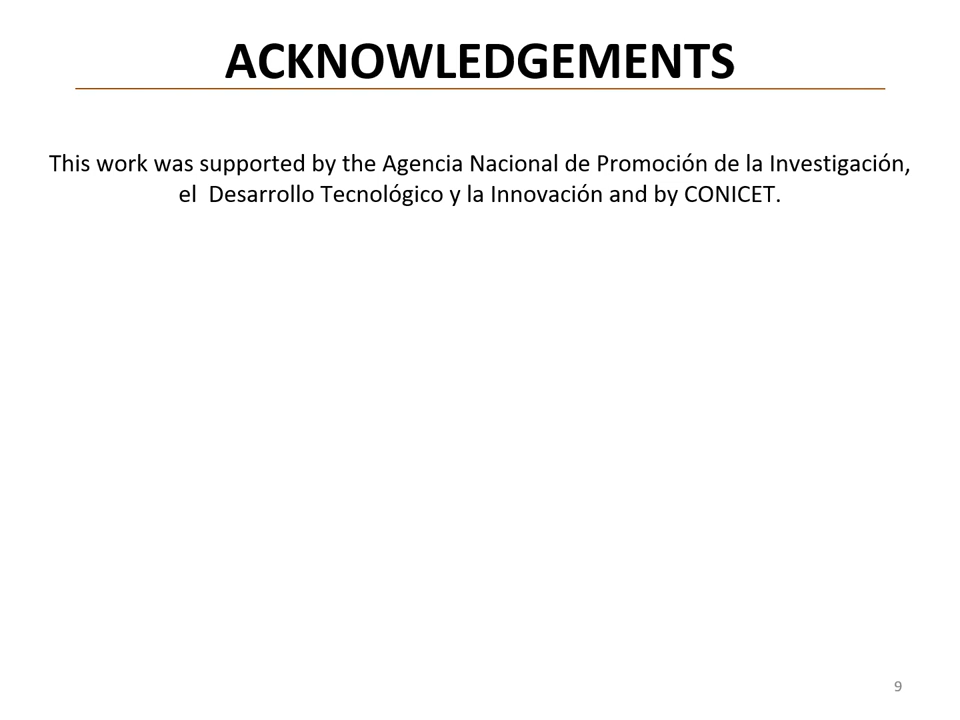 ACKNOWLEDGEMENTS
This work was supported by the Agencia Nacional de Promoción de la Investigación,
el  Desarrollo Tecnológico y la Innovación and by CONICET.
9